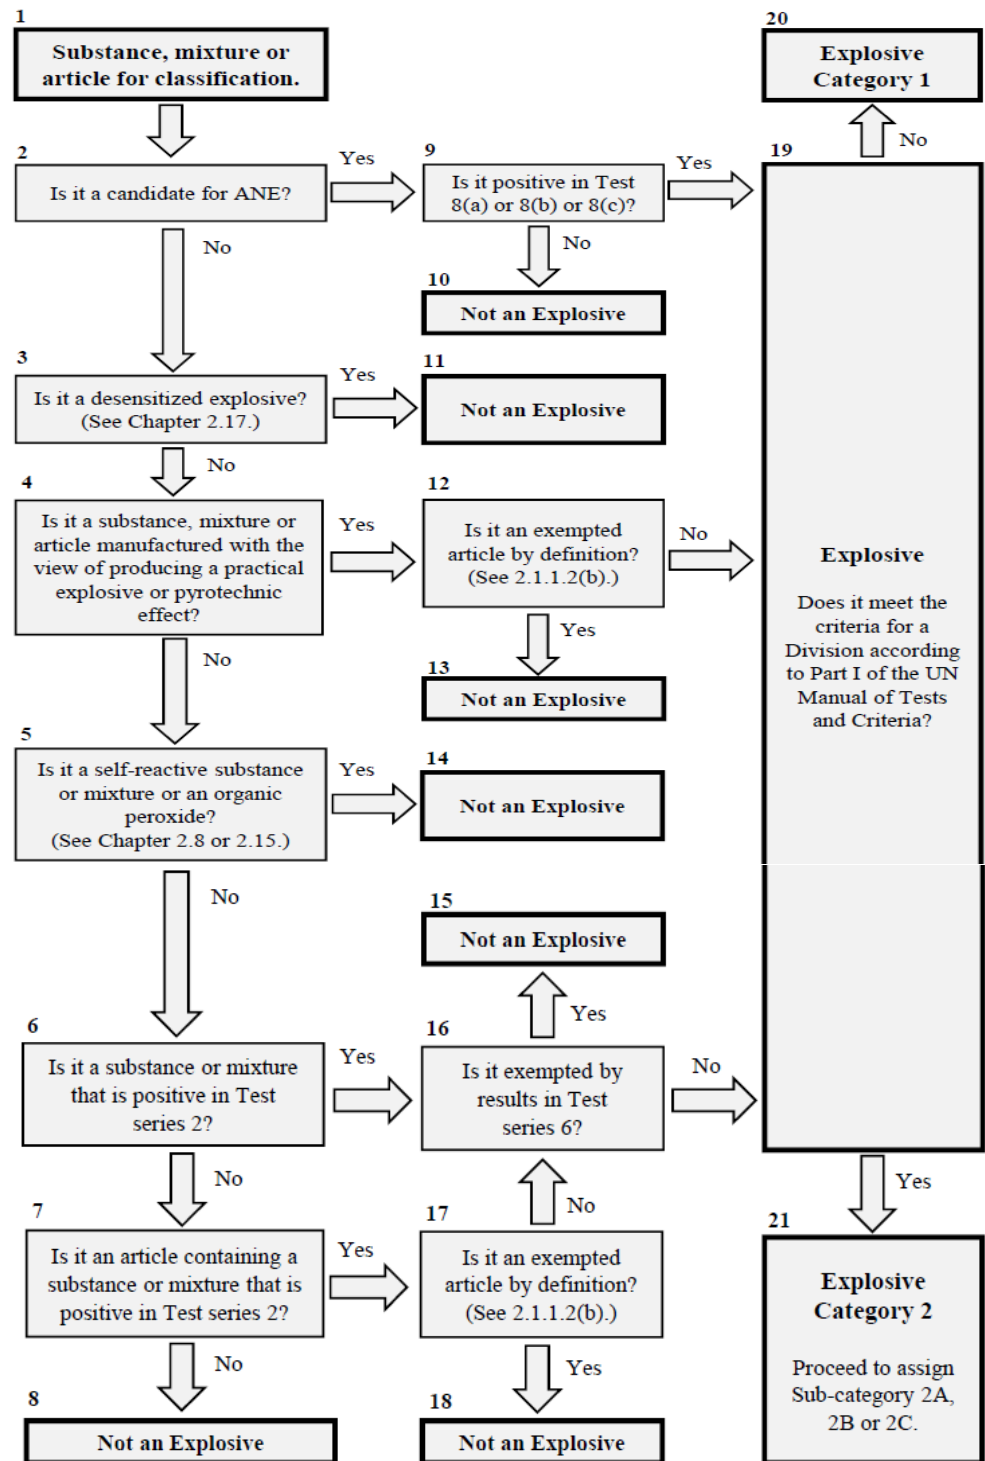 1
Substance, mixture or
article for classification.
2
Is it a candidate for ANE?
Yes
9
Is it positive in Test
8(a) or 8(b) or 8(c)?
Yes
19
No
20
Explosive
Category 1
No
No
10
Not an Explosive
3
Is it a desensitized explosive?
(See Chapter 2.17.)
Yes
11
Not an Explosive
No
4
Is it a substance, mixture or
article manufactured with the
view of producing a practical
explosive or pyrotechnic
effect?
Yes
12
Is it an exempted
article by definition?
(See 2.1.1.2(b).)
No
Explosive
Does it meet the
criteria for a
Division according
to Part I of the UN
Manual of Tests
and Criteria?
Yes
13
Not an Explosive
No
5
Is it a self-reactive substance
or mixture or an organic
peroxide?
(See Chapter 2.8 or 2.15.)
Yes
14
Not an Explosive
No
15
Not an Explosive
Yes
6
Is it a substance or mixture
that is positive in Test
series 2?
Yes
16
Is it exempted by
results in Test
series 6?
No
No
7
Is it an article containing a
substance or mixture that is
positive in Test series 2?
Yes
No
17
Is it an exempted
article by definition?
(See 2.1.1.2(b).)
Yes
21
Explosive
Category 2
Proceed to assign
Sub-category 2A,
2B or 2C.
No
8
Not an Explosive
Yes
18
Not an Explosive